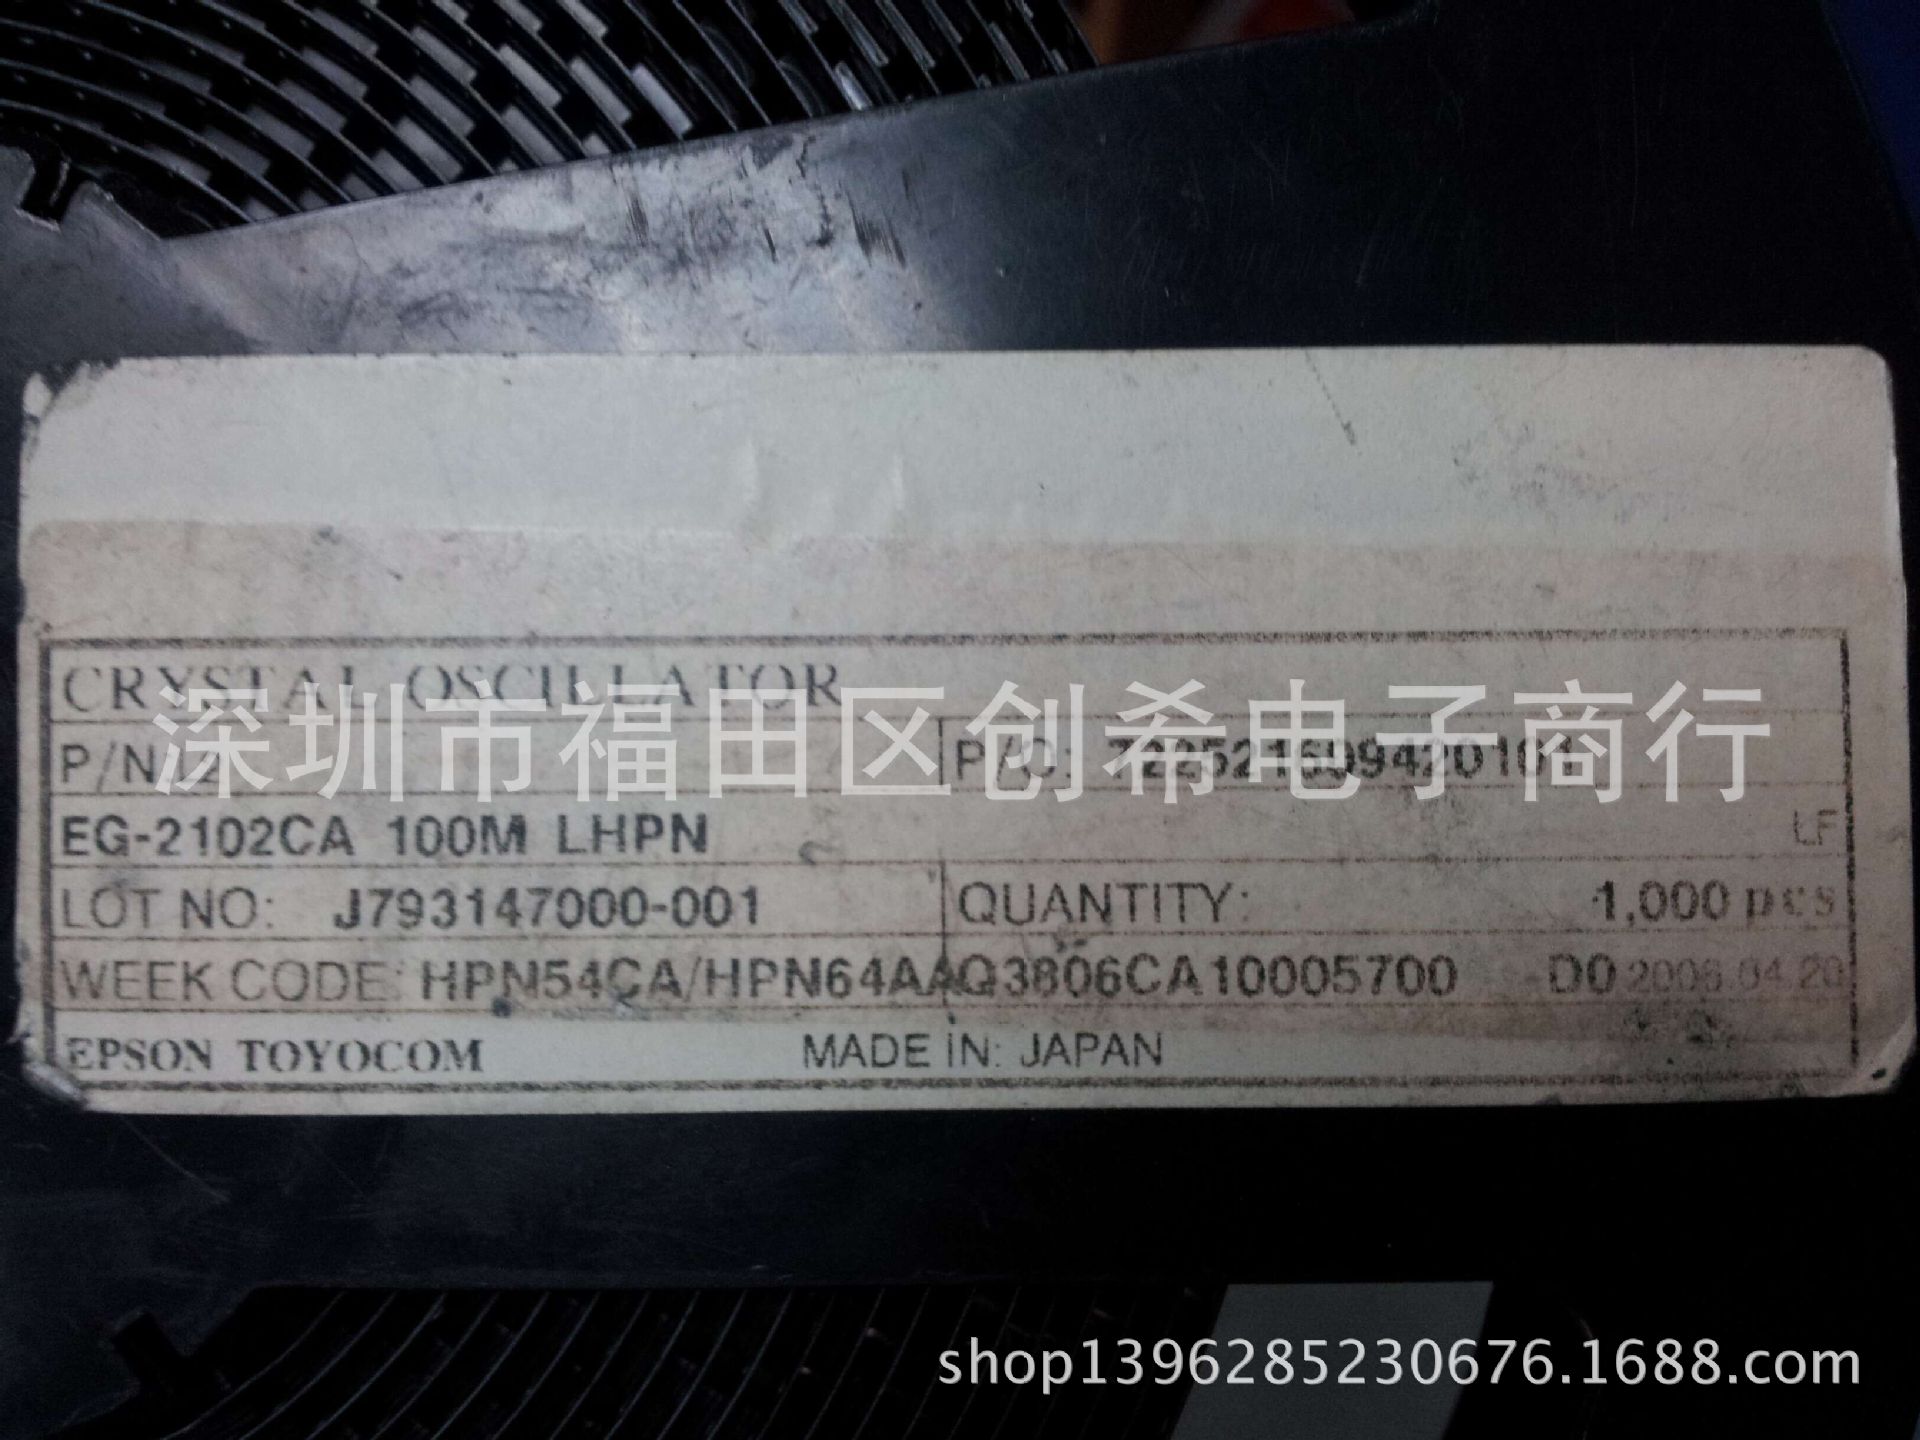 CRYSTAL OSCILLATOR
深圳市福田区创希电子商行
P/N P/O:
EG-2102CA 100M LHPN LF
LOT NO: J793147000-001 QUANTITY: 1,000 pcs
WEEK CODE: HPN54CA/HPN64AA Q3806CA10005700 D0
EPSON TOYOCOM MADE IN: JAPAN
shop1396285230676.1688.com